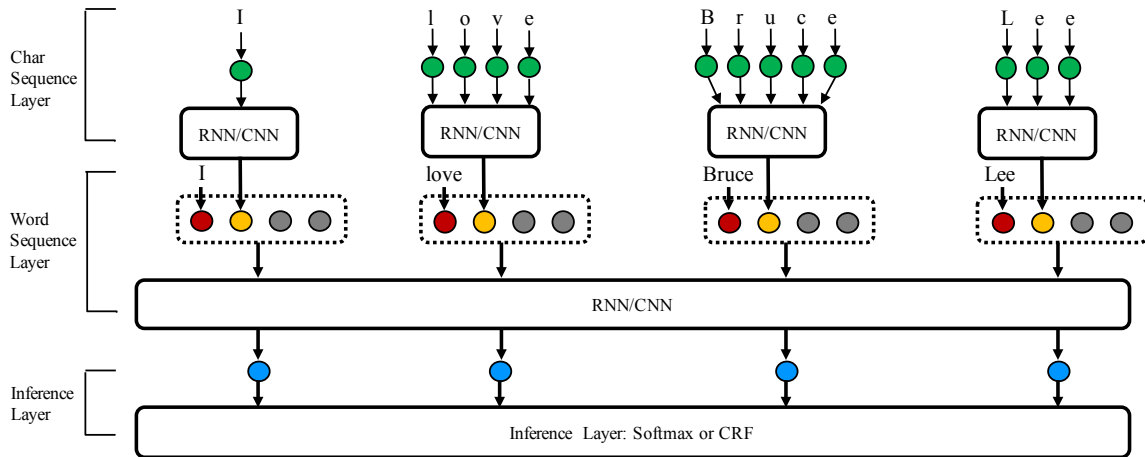 I l o v e B r u c e L e e
Char
Sequence
Layer
RNN/CNN RNN/CNN RNN/CNN RNN/CNN
I love Bruce Lee
Word
Sequence
Layer
RNN/CNN
Inference
Layer
Inference Layer: Softmax or CRF